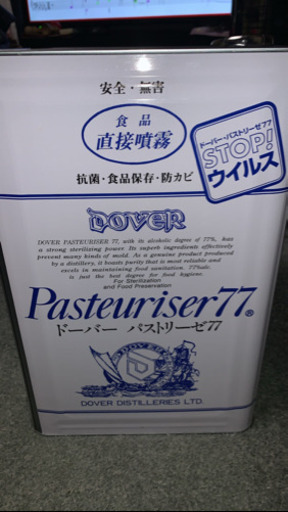 安全・無害
食品
直接噴霧
ドーバー・パストリーゼ77
STOP!
ウイルス
抗菌・食品保存・防カビ
DOVER
DOVER PASTEURISER 77, with its alcoholic degree of 77%, has
a strong sterilizing power. Its superb ingredients effectively
prevent many kinds of mold. As a genuine product produced
by a distillery, it boasts purity that is most reliable and
excels in maintaining food sanitation. 77%alc.
is just the best degree for food hygiene.
For Sterilization
and Food Preservation
Pasteuriser77®
ドーバー パストリーゼ77
DOVER DISTILLERIES LTD.